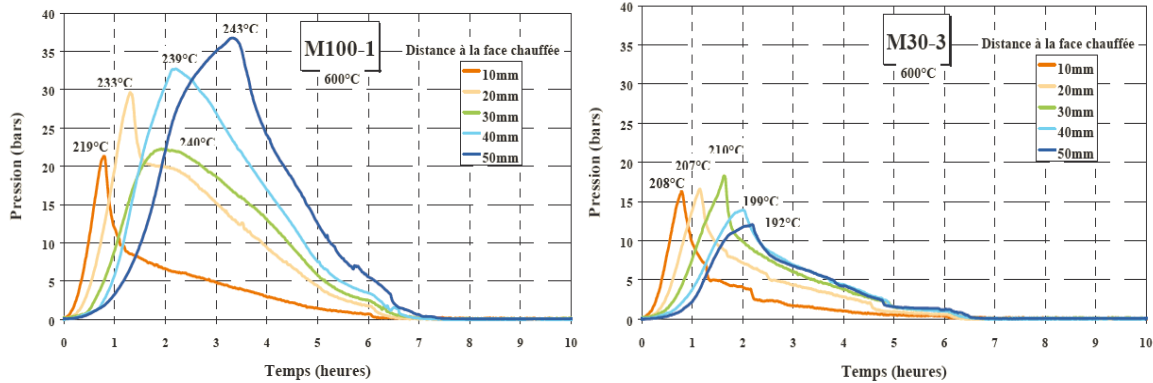 M100-1
600°C
Distance à la face chauffée
10mm
20mm
30mm
40mm
50mm
219°C
233°C
239°C
240°C
243°C
Pression (bars)
40
35
30
25
20
15
10
5
0
0 1 2 3 4 5 6 7 8 9 10
Temps (heures)
M30-3
600°C
Distance à la face chauffée
10mm
20mm
30mm
40mm
50mm
208°C
207°C
210°C
199°C
192°C
Pression (bars)
40
35
30
25
20
15
10
5
0
0 1 2 3 4 5 6 7 8 9 10
Temps (heures)